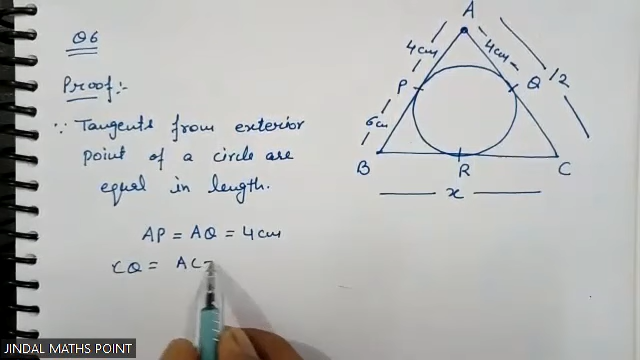 Q6
Proof:-
∵ Tangents from exterior
point of a circle are
equal in length.
AP = AQ = 4cm
CQ = AC-
A
4cm
4cm
12
P
Q
6cm
B
R
C
x
JINDAL MATHS POINT